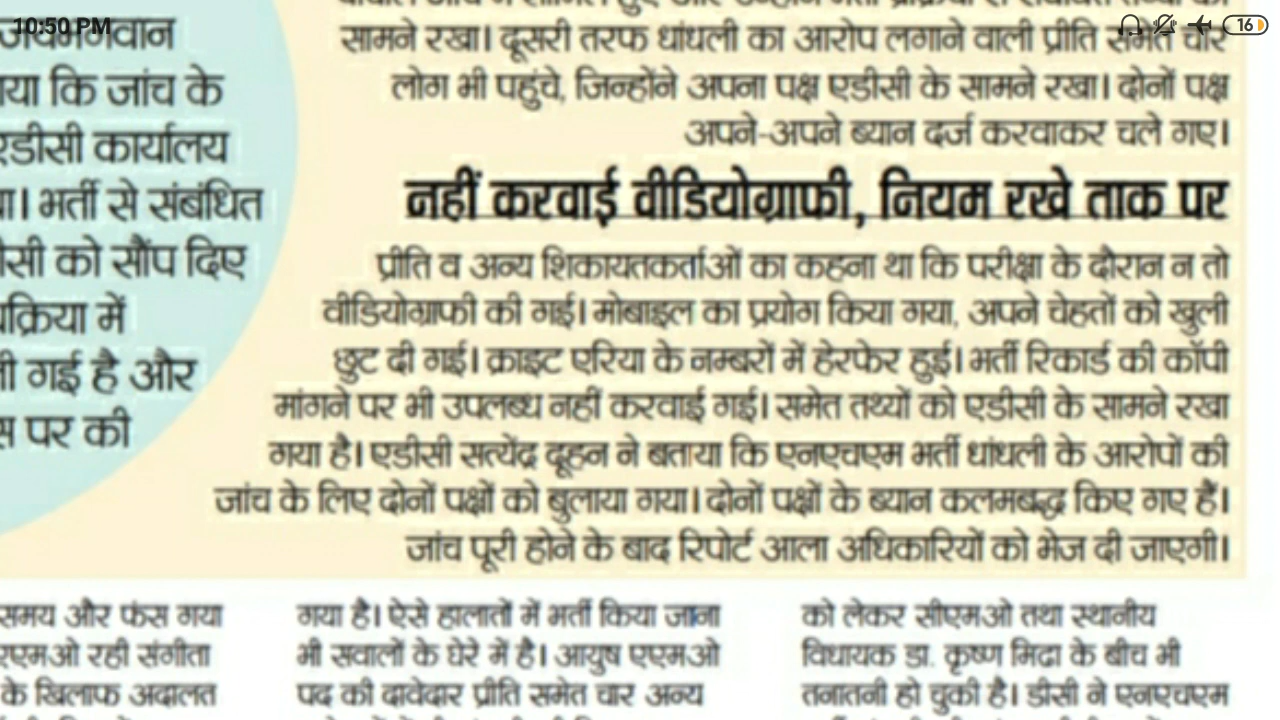 10:50 PM
16
जयभगवान
या कि जांच के
एडीसी कार्यालय
ा। भर्ती से संबंधित
ीसी को सौंप दिए
क्रिया में
ी गई है और
पर की
सामने रखा। दूसरी तरफ धांधली का आरोप लगाने वाली प्रीति समेत चार
लोग भी पहुंचे, जिन्होंने अपना पक्ष एडीसी के सामने रखा। दोनों पक्ष
अपने-अपने ब्यान दर्ज करवाकर चले गए।
नहीं करवाई वीडियोग्राफी, नियम रखे ताक पर
प्रीति व अन्य शिकायतकर्ताओं का कहना था कि परीक्षा के दौरान न तो
वीडियोग्राफी की गई। मोबाइल का प्रयोग किया गया, अपने चेहतों को खुली
छुट दी गई। क्राइट एरिया के नम्बरों में हेरफेर हुई। भर्ती रिकार्ड की कॉपी
मांगने पर भी उपलब्ध नहीं करवाई गई। समेत तथ्यों को एडीसी के सामने रखा
गया है। एडीसी सत्येंद्र दूहन ने बताया कि एनएचएम भर्ती धांधली के आरोपों की
जांच के लिए दोनों पक्षों को बुलाया गया। दोनों पक्षों के ब्यान कलमबद्ध किए गए हैं।
जांच पूरी होने के बाद रिपोर्ट आला अधिकारियों को भेज दी जाएगी।
समय और फंस गया
एएमओ रही संगीता
के खिलाफ अदालत
गया है। ऐसे हालातों में भर्ती किया जाना
भी सवालों के घेरे में है। आयुष एएमओ
पद की दावेदार प्रीति समेत चार अन्य
को लेकर सीएमओ तथा स्थानीय
विधायक डा. कृष्ण मिढा के बीच भी
तनातनी हो चुकी है। डीसी ने एनएचएम